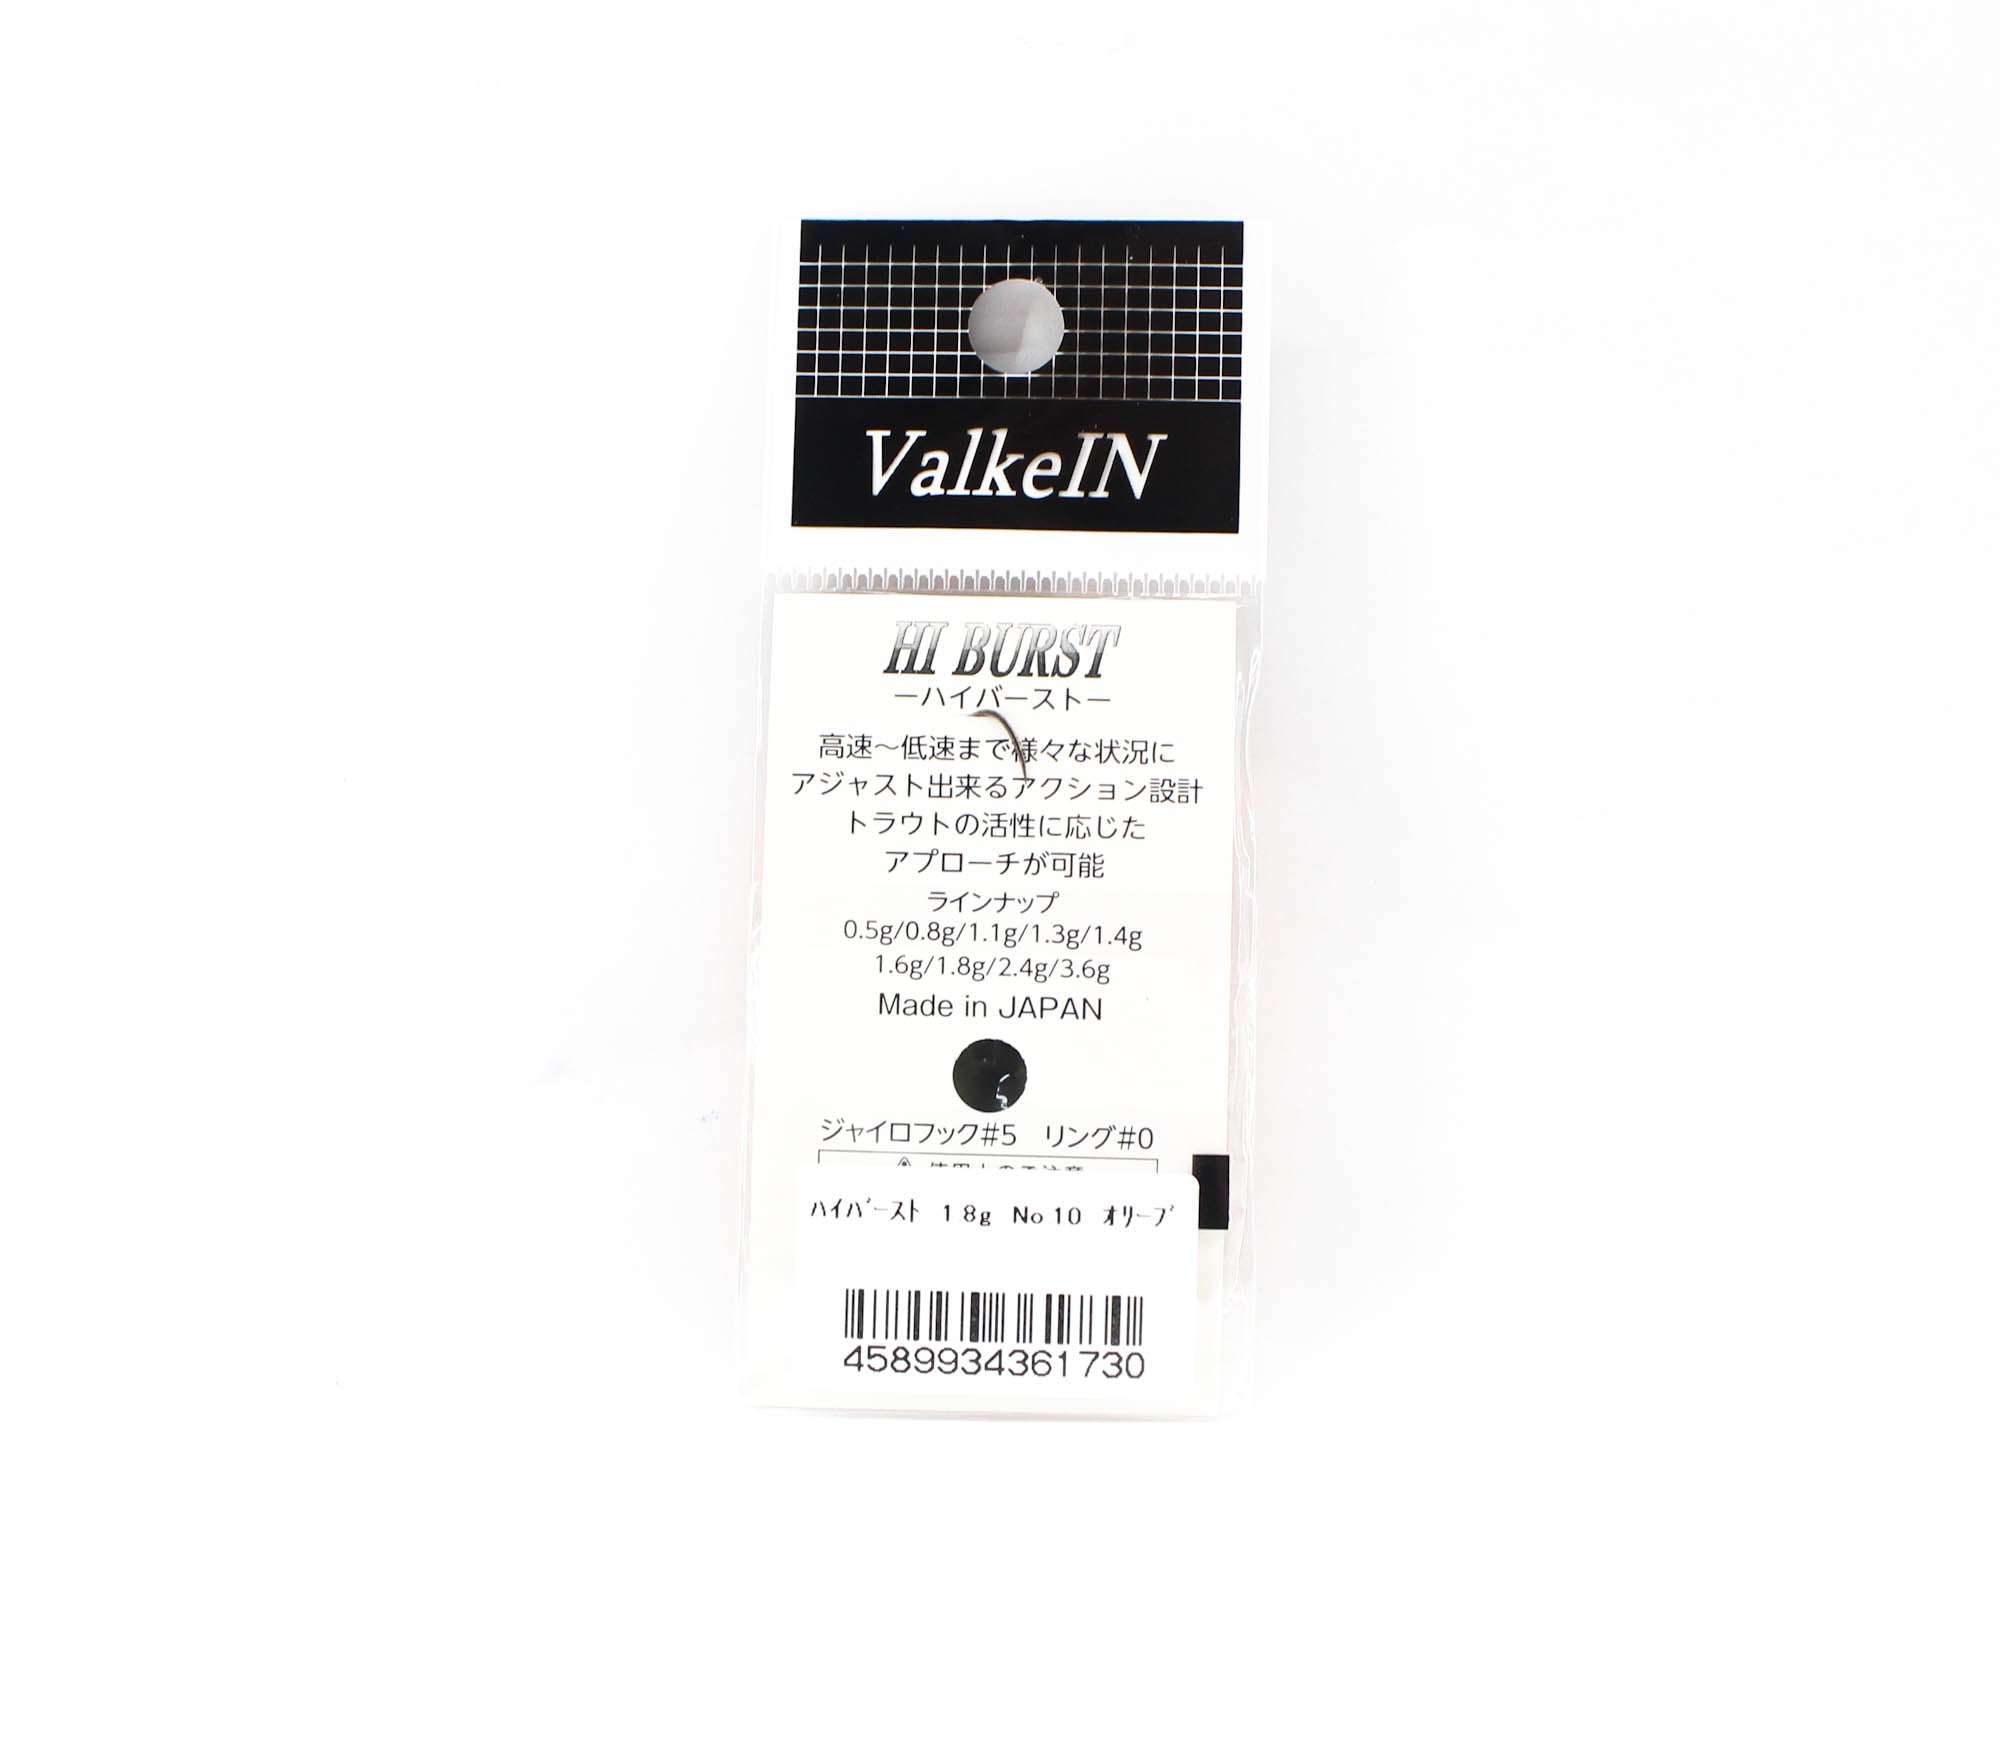 ValkeIN
HI BURST
ーハイバーストー
高速～低速まで様々な状況に
アジャスト出来るアクション設計
トラウトの活性に応じた
アプローチが可能
ラインナップ
0.5g/0.8g/1.1g/1.3g/1.4g
1.6g/1.8g/2.4g/3.6g
Made in JAPAN
ジャイロフック#5 リング#0
ﾊｲﾊﾞｰｽﾄ 1 8g No 10 ｵﾘｰﾌﾞ
4589934361730